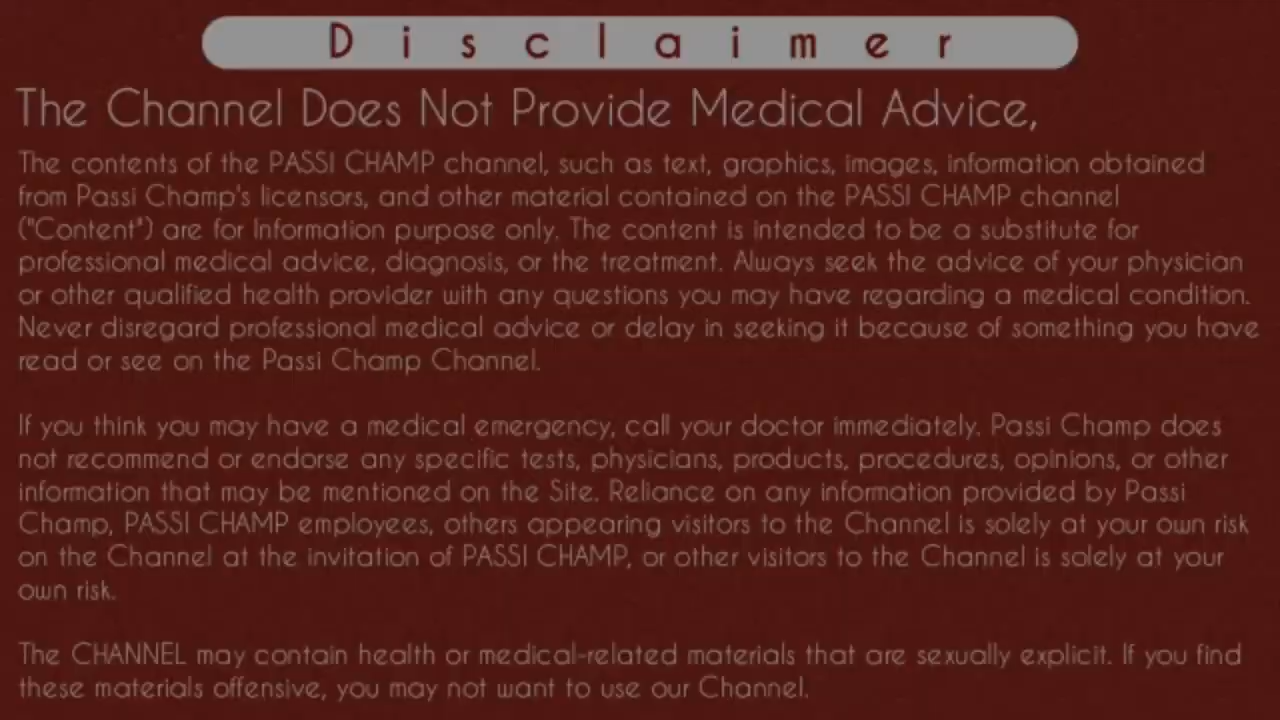 Disclaimer
The Channel Does Not Provide Medical Advice,
The contents of the PASSI CHAMP channel, such as text, graphics, images, information obtained
from Passi Champ's licensors, and other material contained on the PASSI CHAMP channel
("Content") are for Information purpose only. The content is intended to be a substitute for
professional medical advice, diagnosis, or the treatment. Always seek the advice of your physician
or other qualified health provider with any questions you may have regarding a medical condition.
Never disregard professional medical advice or delay in seeking it because of something you have
read or see on the Passi Champ Channel.
If you think you may have a medical emergency, call your doctor immediately. Passi Champ does
not recommend or endorse any specific tests, physicians, products, procedures, opinions, or other
information that may be mentioned on the Site. Reliance on any information provided by Passi
Champ, PASSI CHAMP employees, others appearing visitors to the Channel is solely at your own risk
on the Channel at the invitation of PASSI CHAMP, or other visitors to the Channel is solely at your
own risk.
The CHANNEL may contain health or medical-related materials that are sexually explicit. If you find
these materials offensive, you may not want to use our Channel.